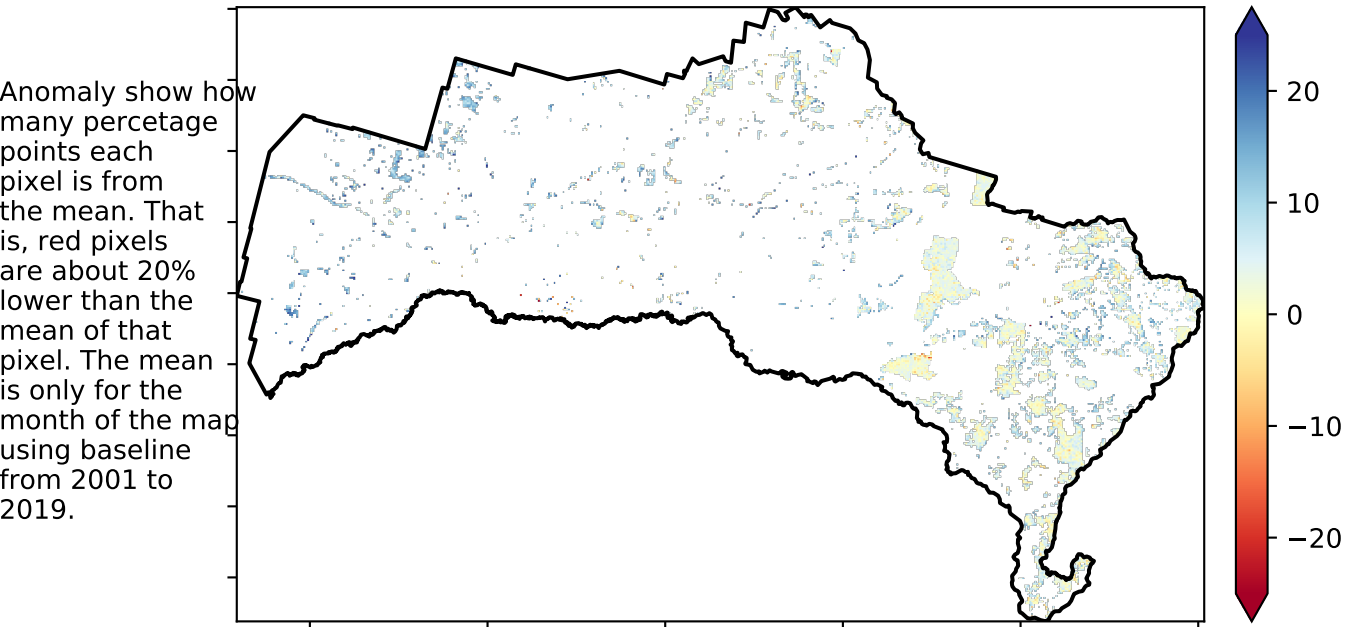 Anomaly show how
many percetage
points each
pixel is from
the mean. That
is, red pixels
are about 20%
lower than the
mean of that
pixel. The mean
is only for the
month of the map
using baseline
from 2001 to
2019.
20
10
0
−10
−20